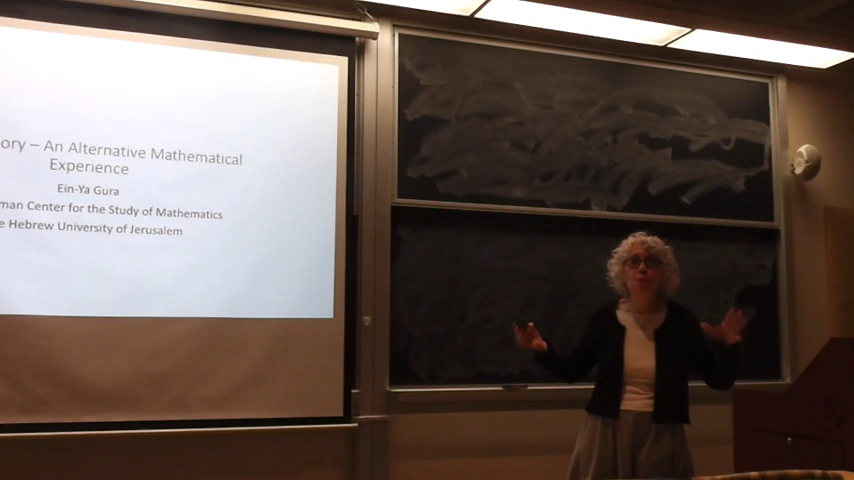 ory – An Alternative Mathematical
Experience
Ein-Ya Gura
man Center for the Study of Mathematics
e Hebrew University of Jerusalem